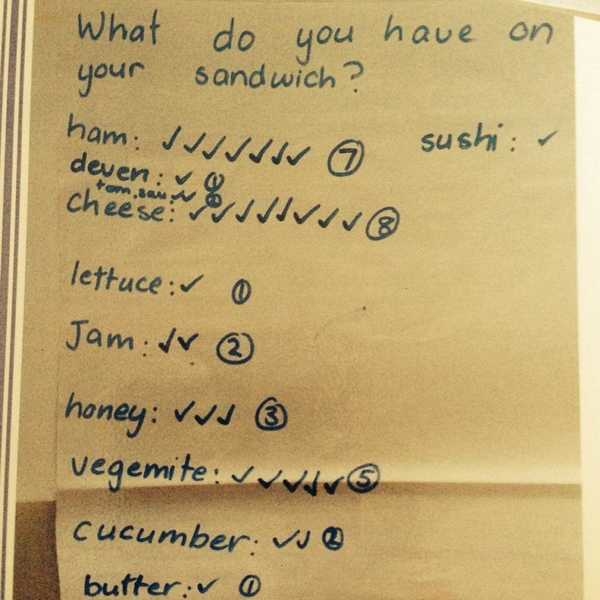 What do you have on
your sandwich?
ham: ✓✓✓✓✓✓✓ 7 sushi: ✓
deven: ✓ 1
tom.sau. ✓✓ 2
cheese: ✓✓✓✓✓✓✓✓ 8
lettuce: ✓ 1
Jam: ✓✓ 2
honey: ✓✓✓ 3
vegemite: ✓✓✓✓✓ 5
cucumber: ✓✓ 2
butter: ✓ 1